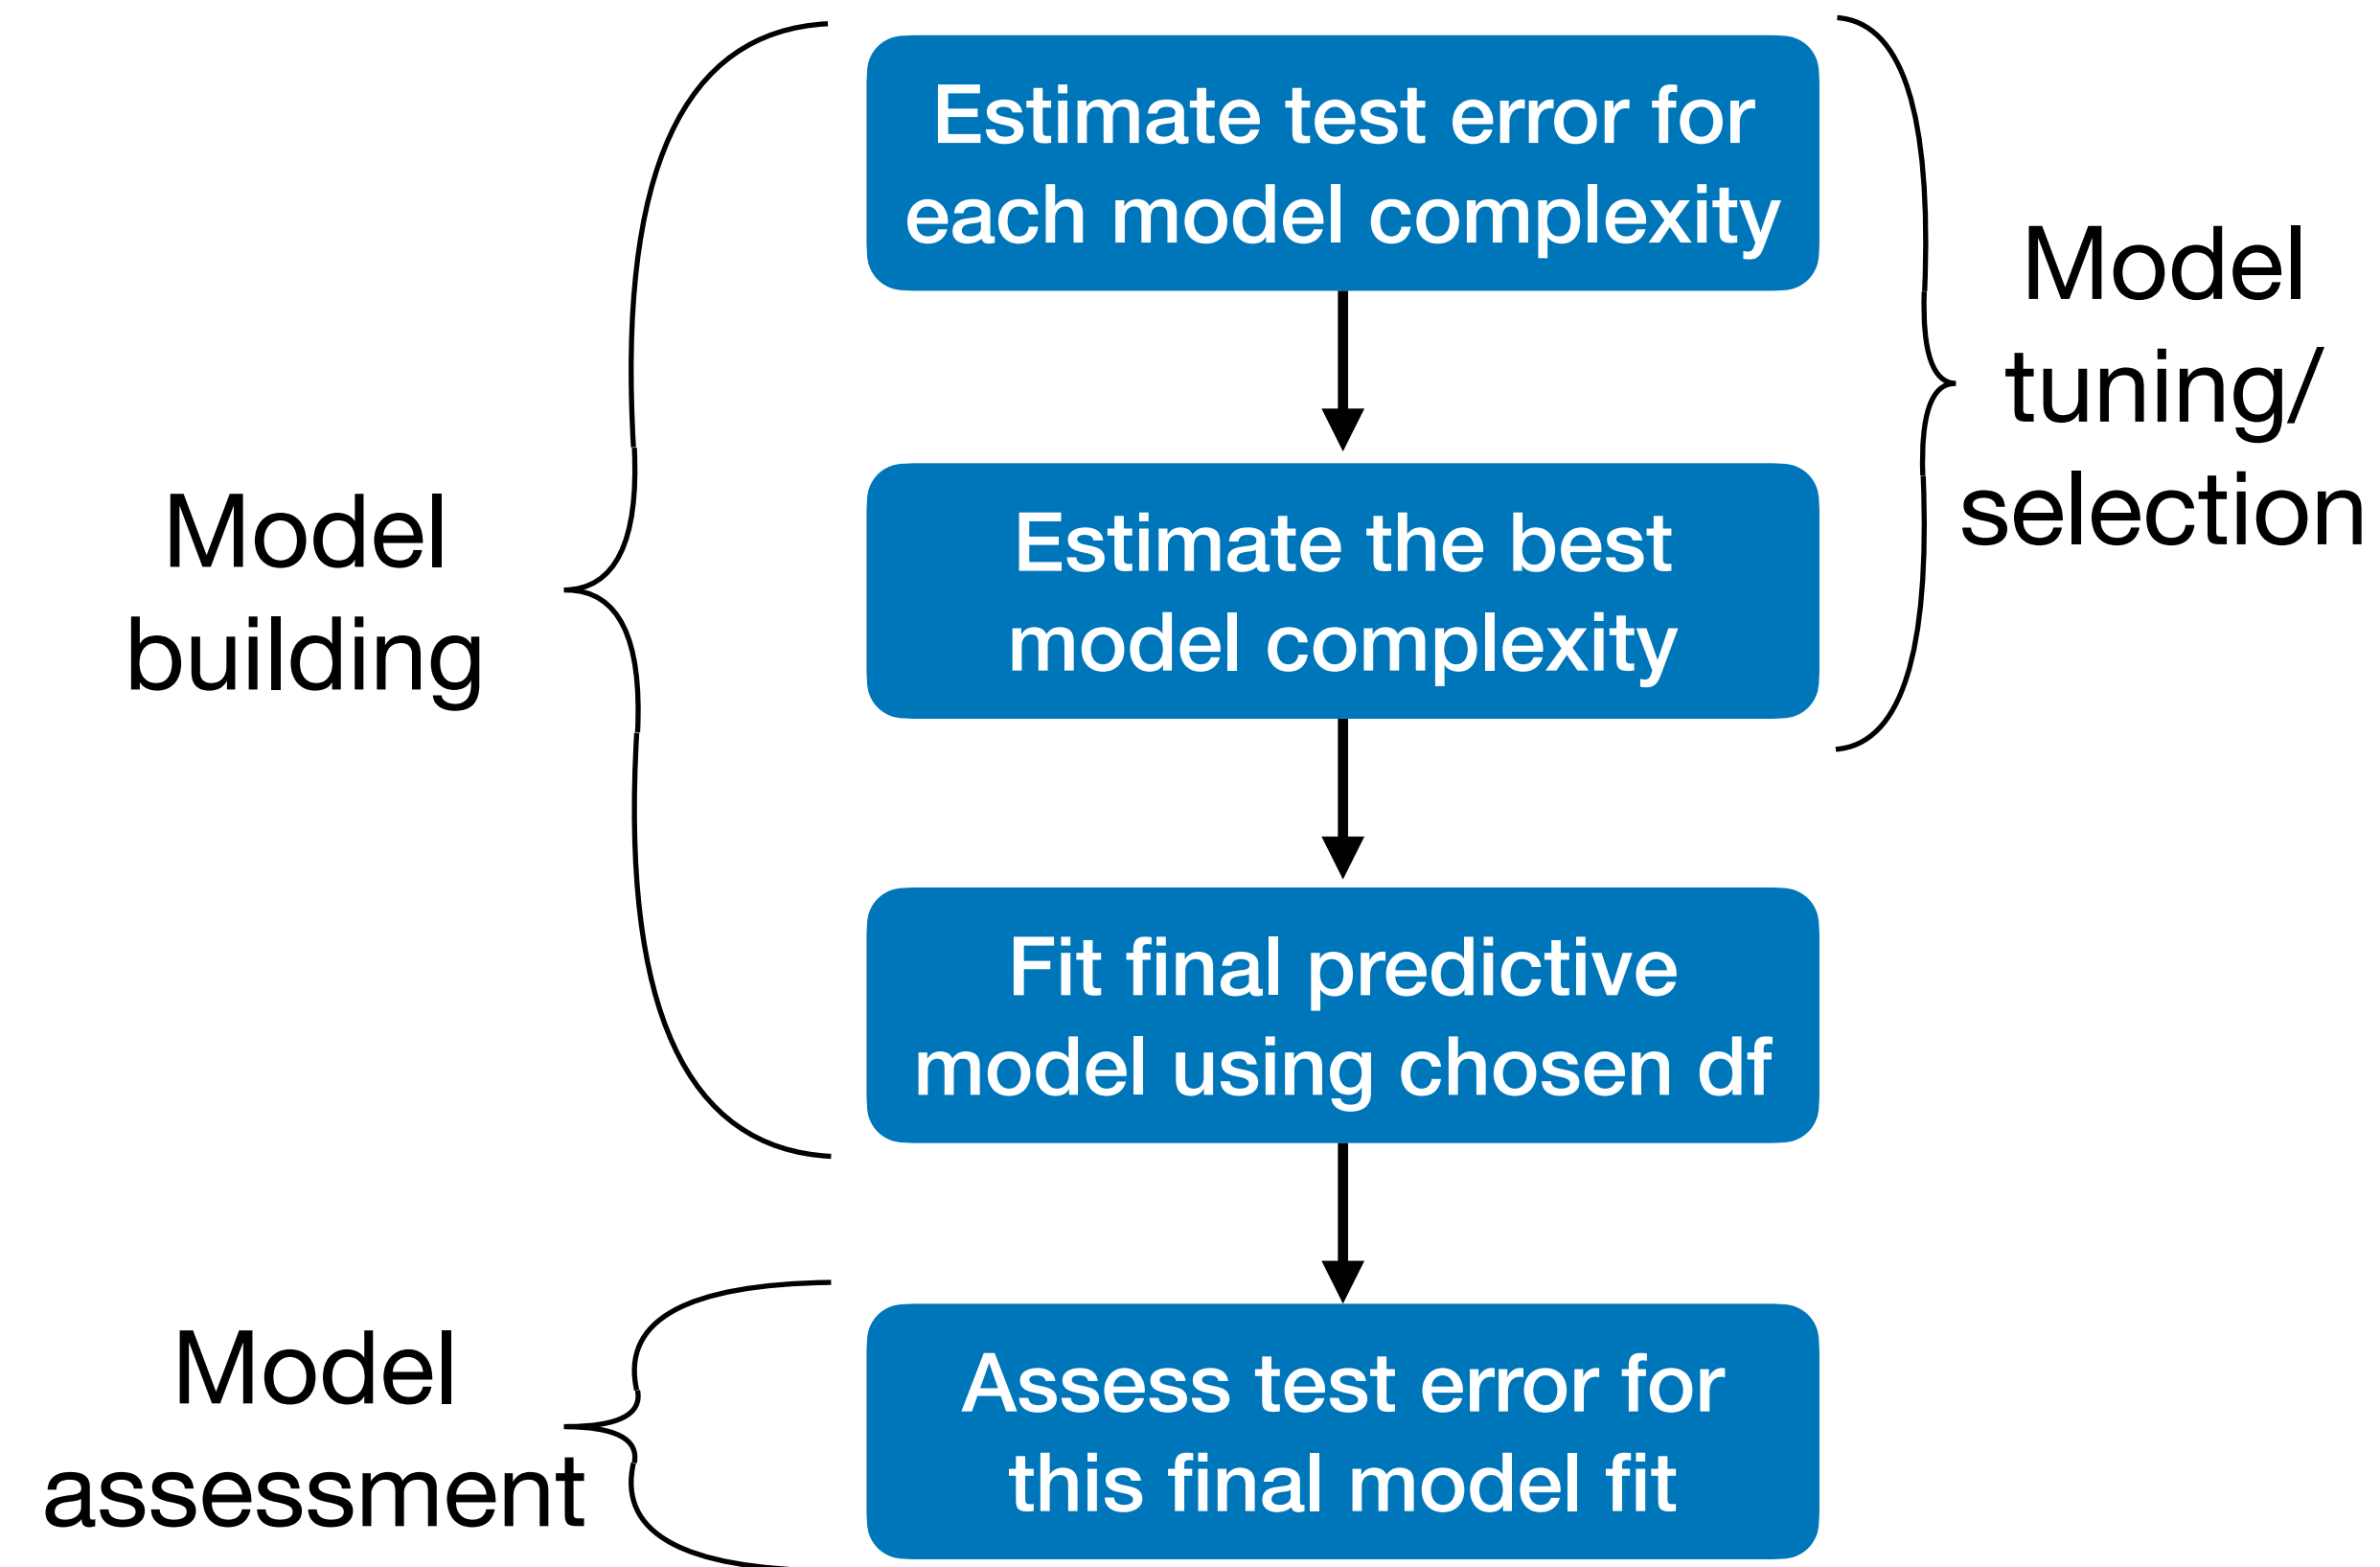 Estimate test error for
each model complexity
Model
tuning/
selection
Estimate the best
model complexity
Model
building
Fit final predictive
model using chosen df
Model
assessment
Assess test error for
this final model fit